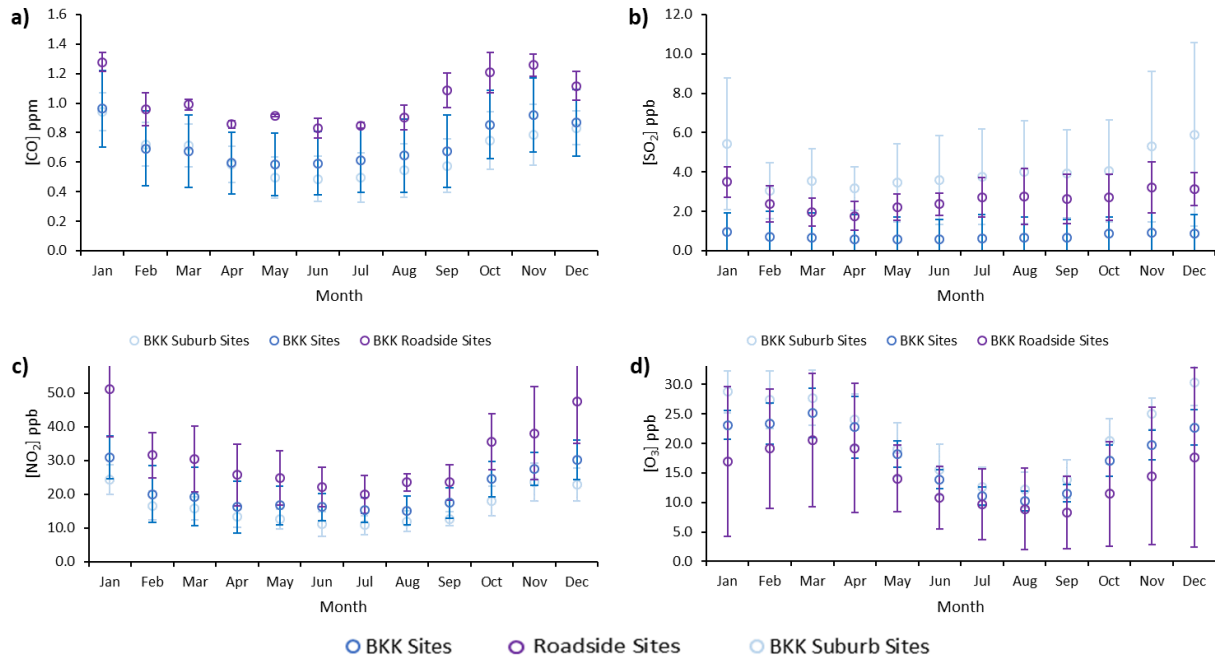 a)
[CO] ppm
1.6
1.4
1.2
1.0
0.8
0.6
0.4
0.2
0.0
Jan Feb Mar Apr May Jun Jul Aug Sep Oct Nov Dec
Month
b)
[SO2] ppb
12.0
10.0
8.0
6.0
4.0
2.0
0.0
Jan Feb Mar Apr May Jun Jul Aug Sep Oct Nov Dec
Month
BKK Suburb Sites BKK Sites BKK Roadside Sites
BKK Suburb Sites BKK Sites BKK Roadside Sites
c)
[NO2] ppb
50.0
40.0
30.0
20.0
10.0
0.0
Jan Feb Mar Apr May Jun Jul Aug Sep Oct Nov Dec
Month
d)
[O3] ppb
30.0
25.0
20.0
15.0
10.0
5.0
0.0
Jan Feb Mar Apr May Jun Jul Aug Sep Oct Nov Dec
Month
BKK Sites Roadside Sites BKK Suburb Sites